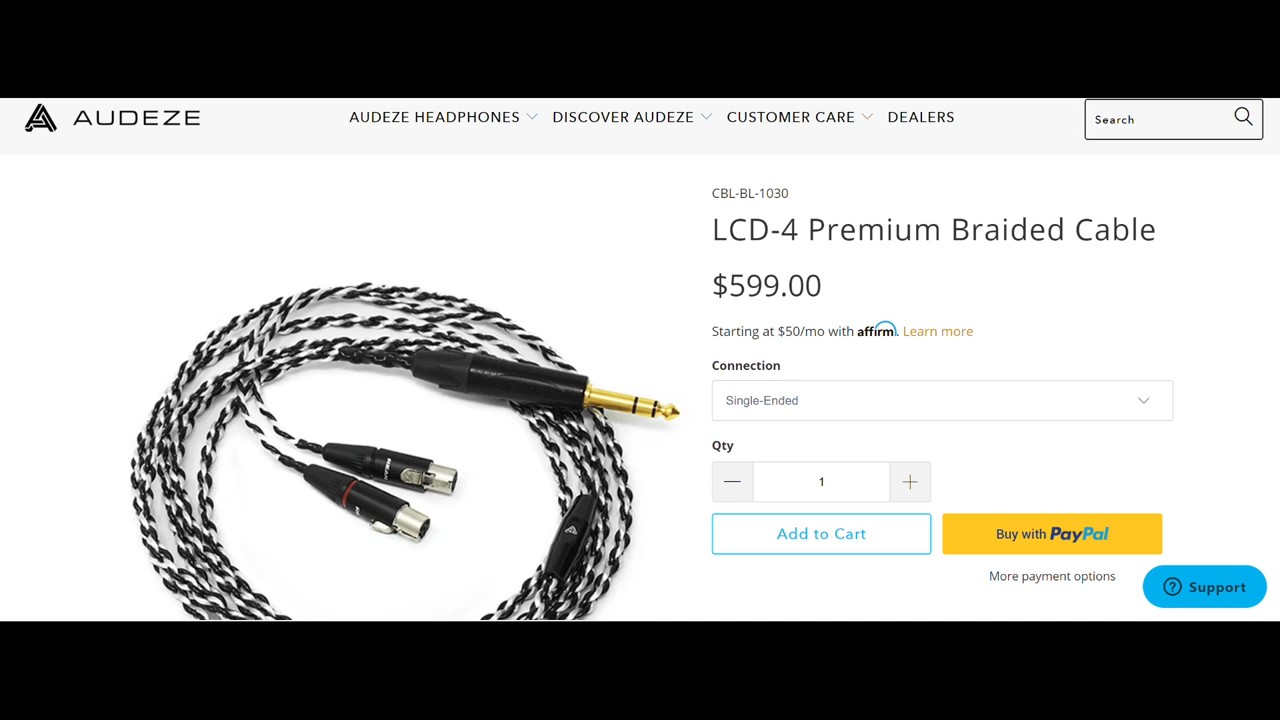 AUDEZE
AUDEZE HEADPHONES DISCOVER AUDEZE CUSTOMER CARE DEALERS
Search
CBL-BL-1030
LCD-4 Premium Braided Cable
$599.00
Starting at $50/mo with affirm. Learn more
Connection
Single-Ended
Qty
— 1 +
Add to Cart
Buy with PayPal
More payment options
? Support